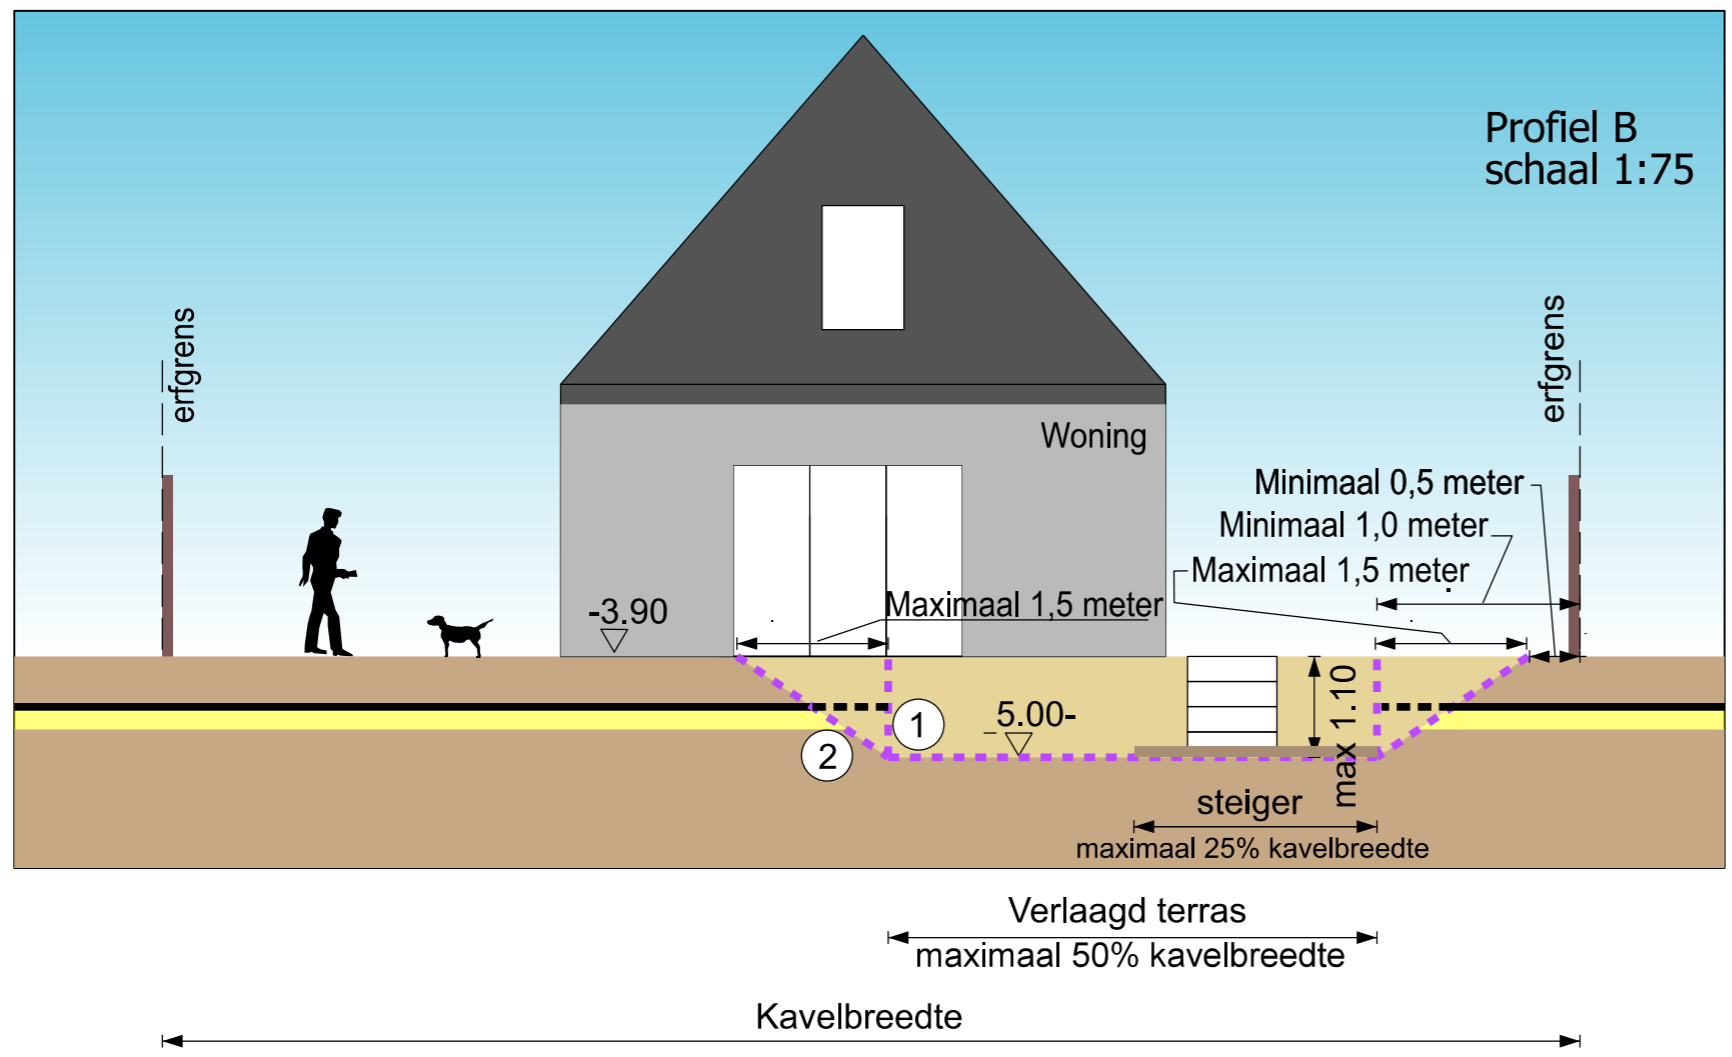 Profiel B
schaal 1:75
erfgrens
erfgrens
Woning
Minimaal 0,5 meter
Minimaal 1,0 meter
Maximaal 1,5 meter
Maximaal 1,5 meter
-3.90
1
5.00-
2
max 1.10
steiger
maximaal 25% kavelbreedte
Verlaagd terras
maximaal 50% kavelbreedte
Kavelbreedte